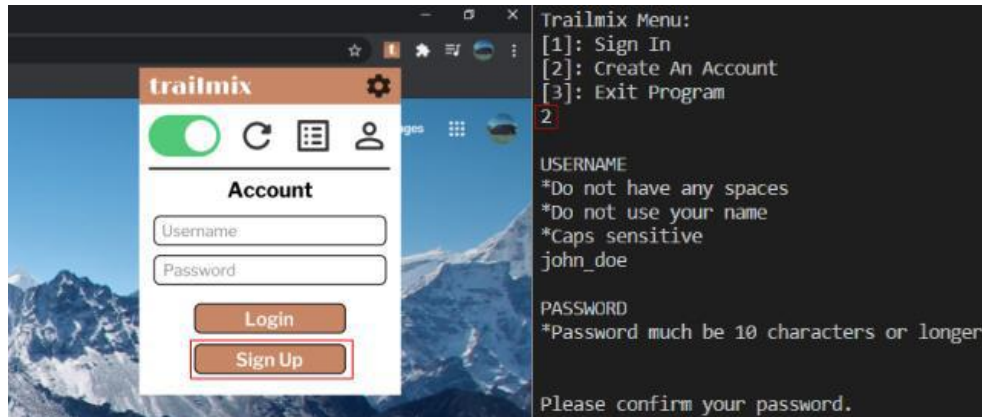 trailmix
Account
Username
Password
Login
Sign Up
Trailmix Menu:
[1]: Sign In
[2]: Create An Account
[3]: Exit Program
2
USERNAME
*Do not have any spaces
*Do not use your name
*Caps sensitive
john_doe
PASSWORD
*Password much be 10 characters or longer
Please confirm your password.